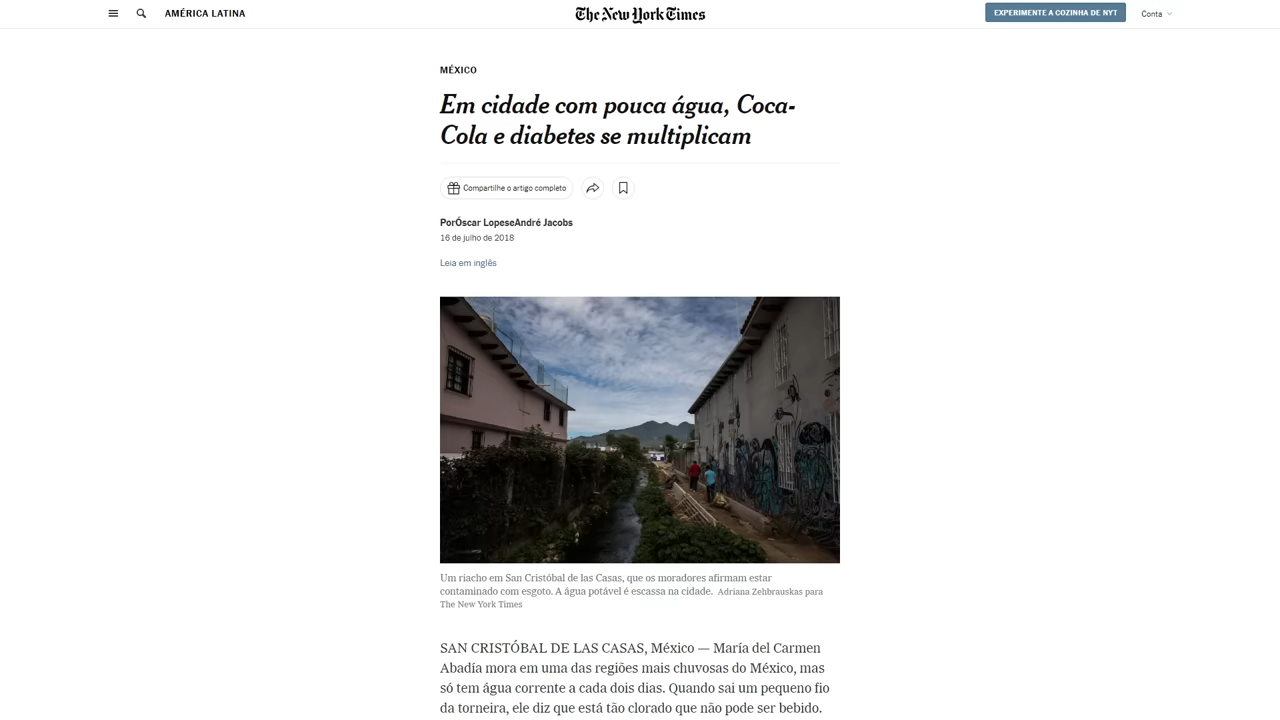 AMÉRICA LATINA
The New York Times
EXPERIMENTE A COZINHA DE NYT
Conta
MÉXICO
Em cidade com pouca água, Coca-
Cola e diabetes se multiplicam
Compartilhe o artigo completo
PorÓscar LopeseAndré Jacobs
16 de julho de 2018
Leia em inglês
Um riacho em San Cristóbal de las Casas, que os moradores afirmam estar
contaminado com esgoto. A água potável é escassa na cidade. Adriana Zehbrauskas para
The New York Times
SAN CRISTÓBAL DE LAS CASAS, México — María del Carmen
Abadía mora em uma das regiões mais chuvosas do México, mas
só tem água corrente a cada dois dias. Quando sai um pequeno fio
da torneira, ele diz que está tão clorado que não pode ser bebido.